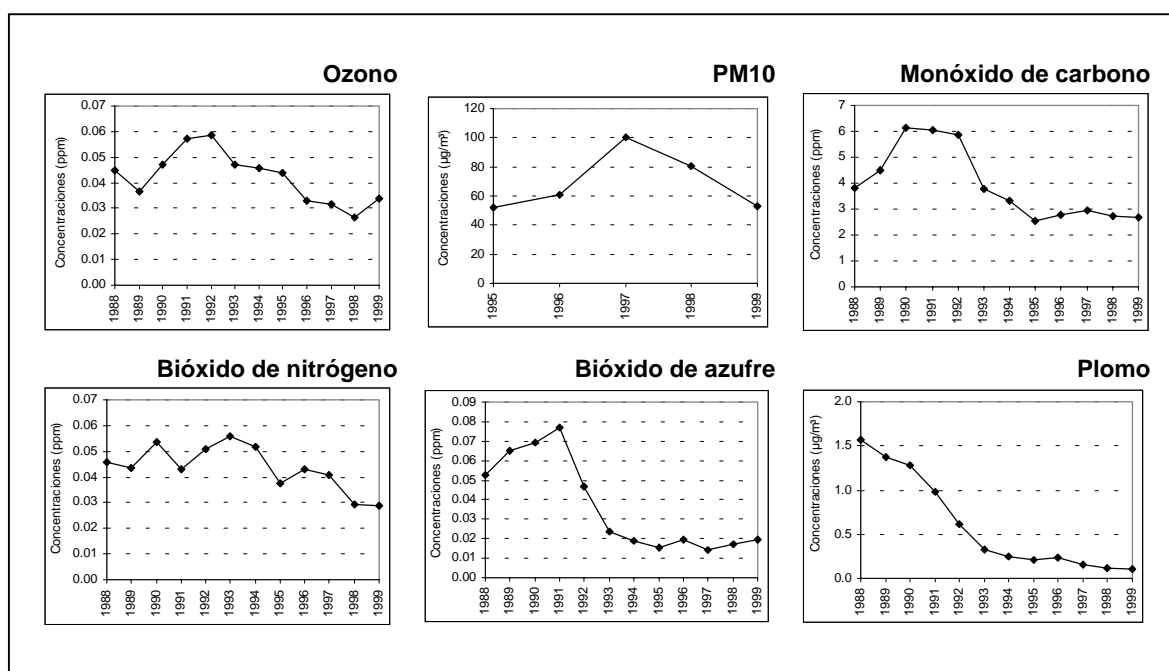 Ozono
Concentraciones (ppm)
0.07
0.06
0.05
0.04
0.03
0.02
0.01
0.00
1988 1989 1990 1991 1992 1993 1994 1995 1996 1997 1998 1999
PM10
Concentraciones (µg/m³)
120
100
80
60
40
20
0
1995 1996 1997 1998 1999
Monóxido de carbono
Concentraciones (ppm)
7
6
5
4
3
2
1
0
1988 1989 1990 1991 1992 1993 1994 1995 1996 1997 1998 1999
Bióxido de nitrógeno
Concentraciones (ppm)
0.07
0.06
0.05
0.04
0.03
0.02
0.01
0.00
1988 1989 1990 1991 1992 1993 1994 1995 1996 1997 1998 1999
Bióxido de azufre
Concentraciones (ppm)
0.09
0.08
0.07
0.06
0.05
0.04
0.03
0.02
0.01
0.00
1988 1989 1990 1991 1992 1993 1994 1995 1996 1997 1998 1999
Plomo
Concentraciones (µg/m³)
2.0
1.5
1.0
0.5
0.0
1988 1989 1990 1991 1992 1993 1994 1995 1996 1997 1998 1999